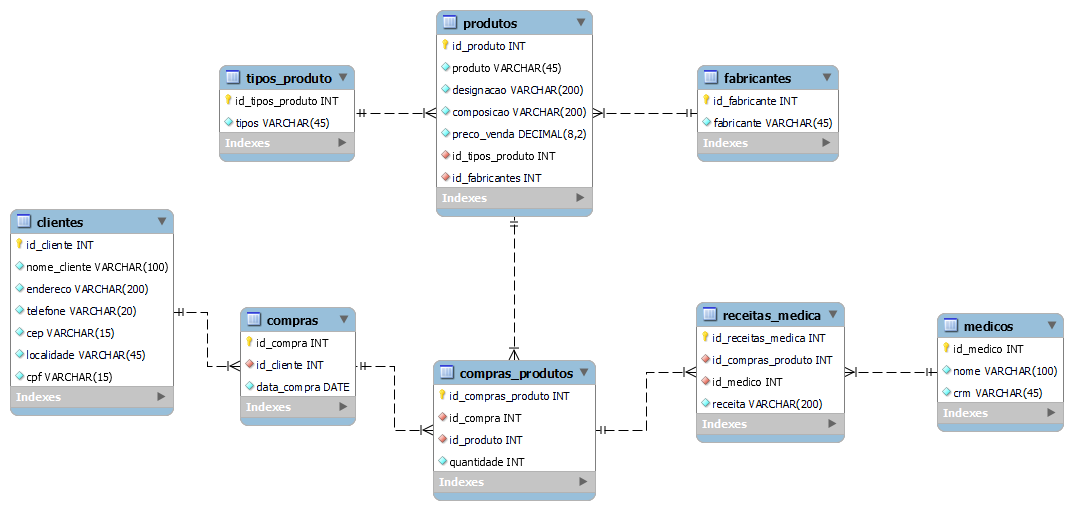 produtos
id_produto INT
produto VARCHAR(45)
designacao VARCHAR(200)
composicao VARCHAR(200)
preco_venda DECIMAL(8,2)
id_tipos_produto INT
id_fabricantes INT
Indexes
tipos_produto
id_tipos_produto INT
tipos VARCHAR(45)
Indexes
fabricantes
id_fabricante INT
fabricante VARCHAR(45)
Indexes
clientes
id_cliente INT
nome_cliente VARCHAR(100)
endereco VARCHAR(200)
telefone VARCHAR(20)
cep VARCHAR(15)
localidade VARCHAR(45)
cpf VARCHAR(15)
Indexes
compras
id_compra INT
id_cliente INT
data_compra DATE
Indexes
compras_produtos
id_compras_produto INT
id_compra INT
id_produto INT
quantidade INT
Indexes
receitas_medica
id_receitas_medica INT
id_compras_produto INT
id_medico INT
receita VARCHAR(200)
Indexes
medicos
id_medico INT
nome VARCHAR(100)
crm VARCHAR(45)
Indexes